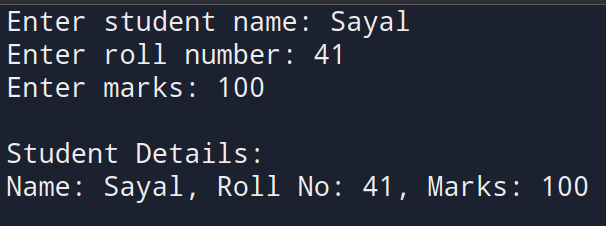 Enter student name: Sayal
Enter roll number: 41
Enter marks: 100
Student Details:
Name: Sayal, Roll No: 41, Marks: 100